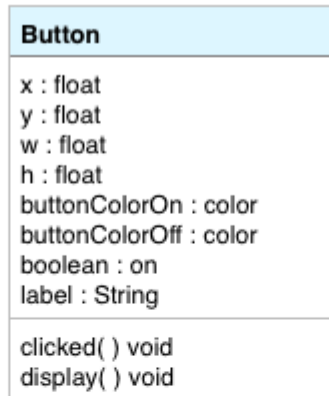 Button
x : float
y : float
w : float
h : float
buttonColorOn : color
buttonColorOff : color
boolean : on
label : String
clicked( ) void
display( ) void